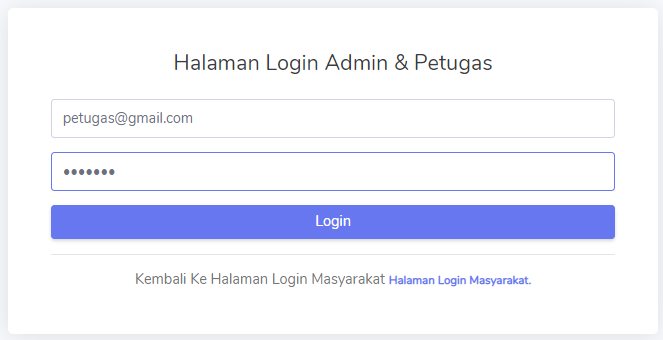 Halaman Login Admin & Petugas
petugas@gmail.com
•••••••
Login
Kembali Ke Halaman Login Masyarakat Halaman Login Masyarakat.